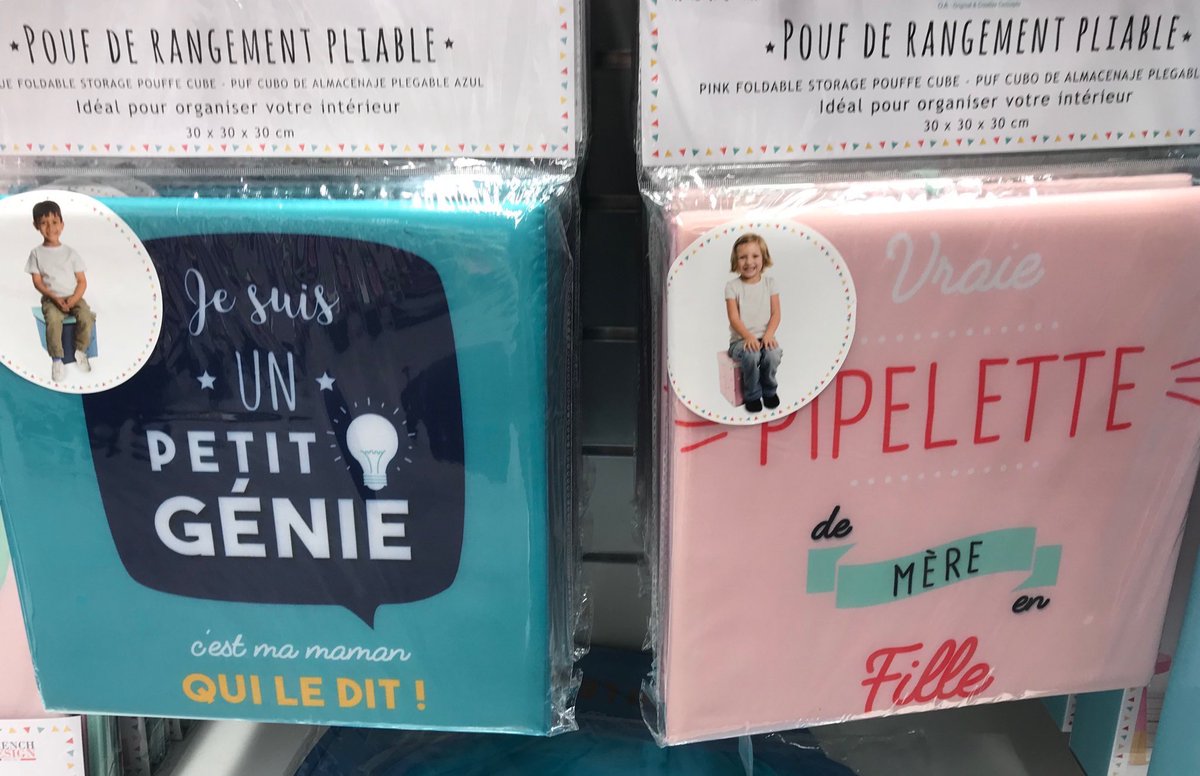 POUF DE RANGEMENT PLIABLE
FOLDABLE STORAGE POUFFE CUBE - PUF CUBO DE ALMACENAJE PLEGABLE AZUL
Idéal pour organiser votre intérieur
30 x 30 x 30 cm
Je suis
UN
PETIT
GÉNIE
c'est ma maman
QUI LE DIT !
POUF DE RANGEMENT PLIABLE
PINK FOLDABLE STORAGE POUFFE CUBE - PUF CUBO DE ALMACENAJE
Idéal pour organiser votre intérieur
30 x 30 x 30 cm
Vraie
PIPELETTE
de
MÈRE
en
Fille